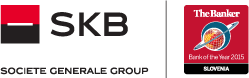 SKB
SOCIETE GENERALE GROUP
The Banker
Bank of the Year 2015
SLOVENIA